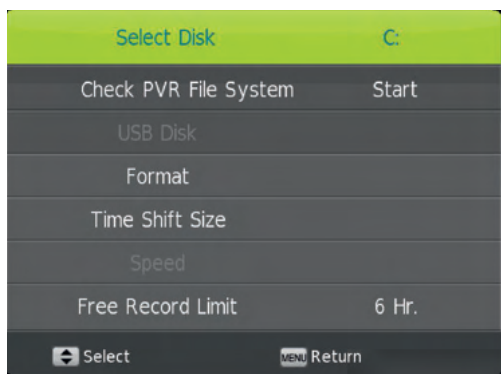 Select Disk C:
Check PVR File System Start
USB Disk
Format
Time Shift Size
Speed
Free Record Limit 6 Hr.
Select MENU Return